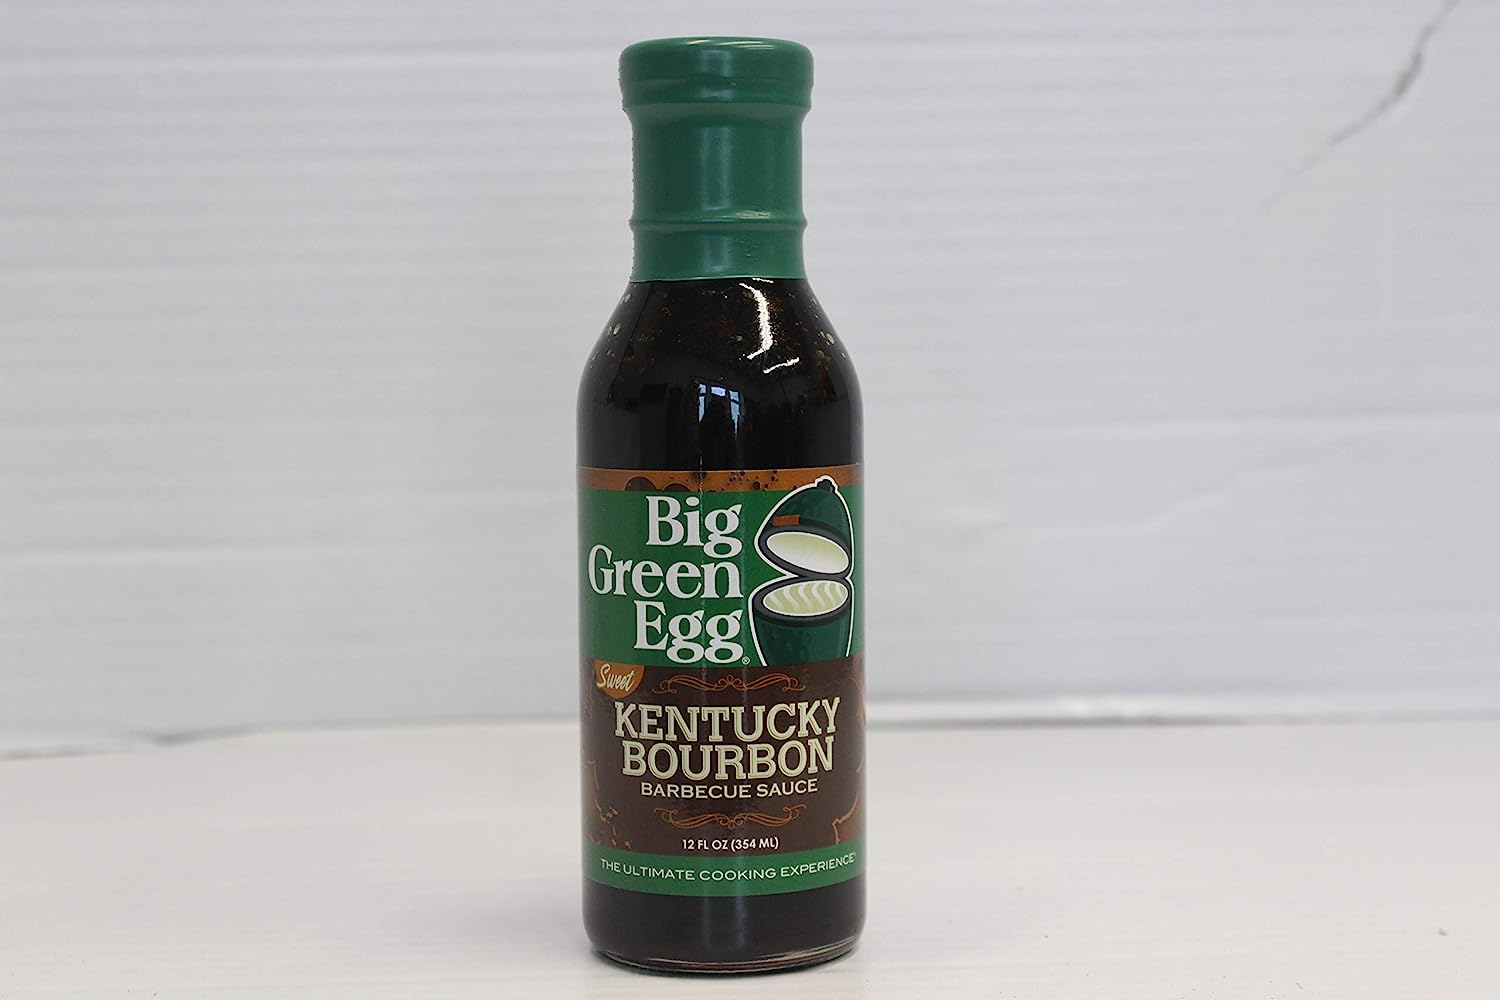 Big
Green
Egg®
Sweet
KENTUCKY
BOURBON
BARBECUE SAUCE
12 FL OZ (354 ML)
THE ULTIMATE COOKING EXPERIENCE®